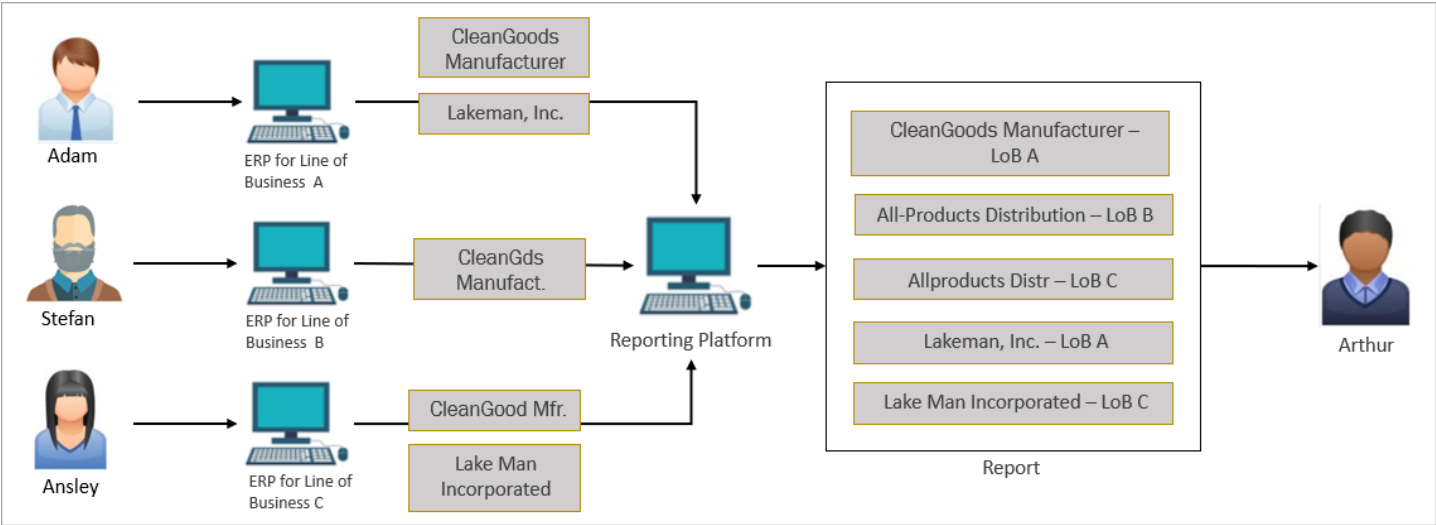 Adam
ERP for Line of
Business A
CleanGoods
Manufacturer
Lakeman, Inc.
Stefan
ERP for Line of
Business B
CleanGds
Manufact.
Ansley
ERP for Line of
Business C
CleanGood Mfr.
Lake Man
Incorporated
Reporting Platform
CleanGoods Manufacturer –
LoB A
All-Products Distribution – LoB B
Allproducts Distr – LoB C
Lakeman, Inc. – LoB A
Lake Man Incorporated – LoB C
Report
Arthur